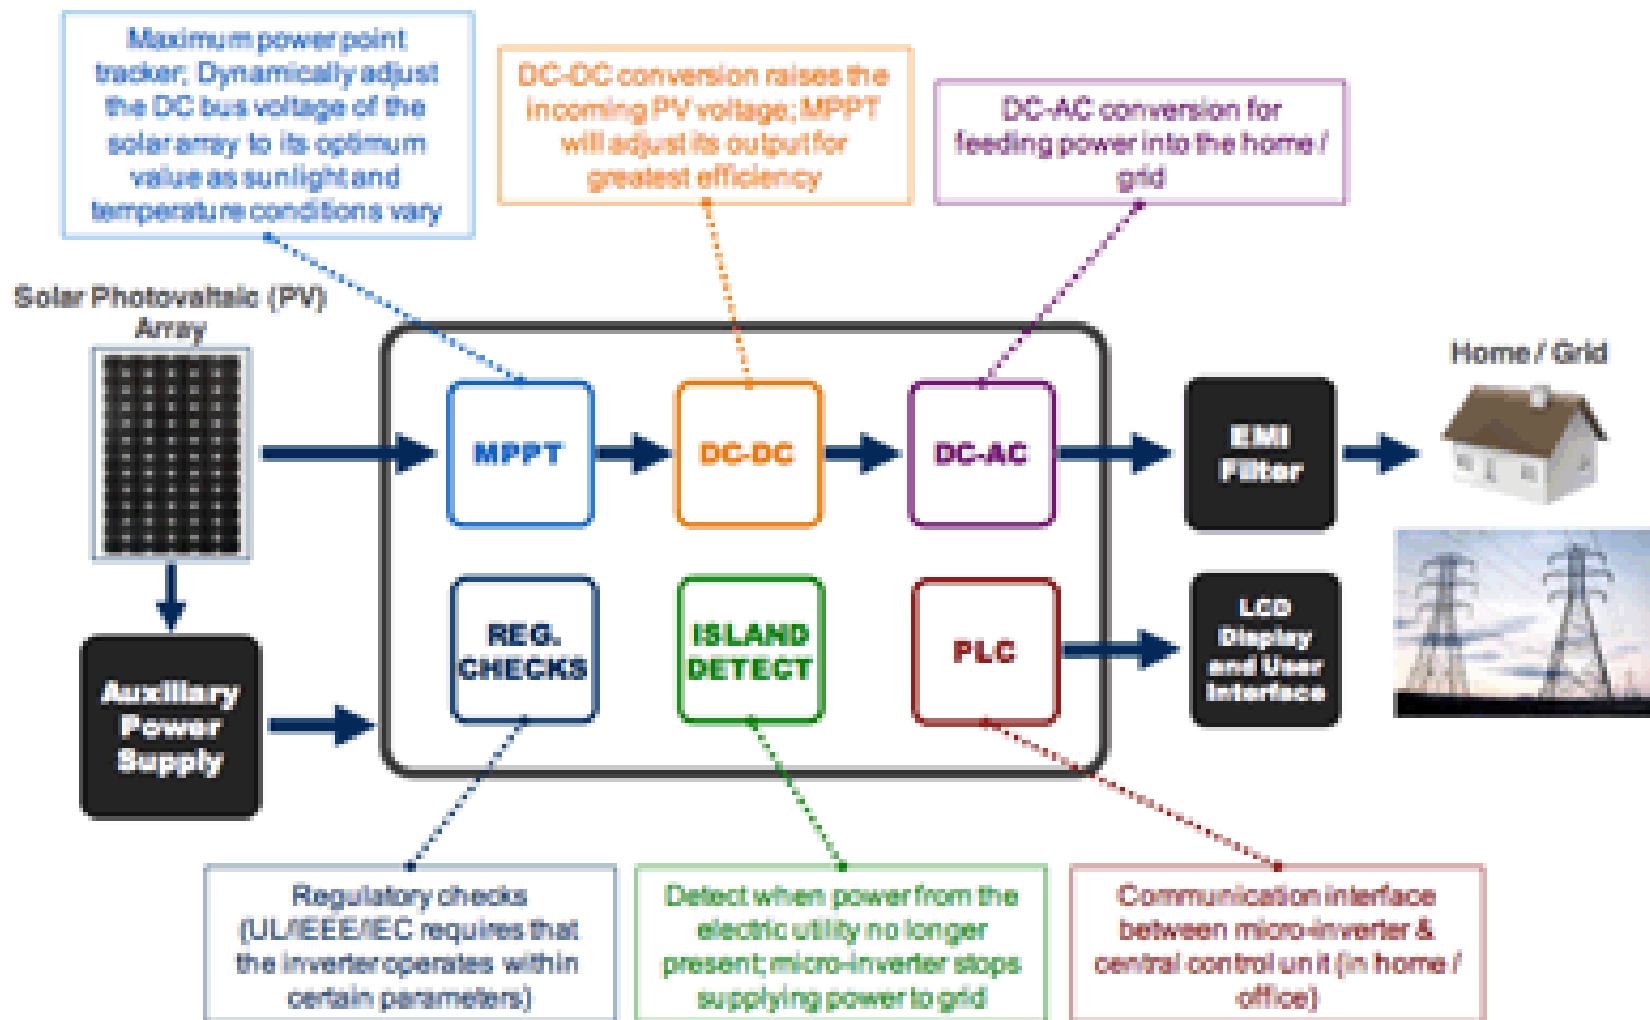 Maximum power point
tracker; Dynamically adjust
the DC bus voltage of the
solar array to its optimum
value as sunlight and
temperature conditions vary
DC-DC conversion raises the
incoming PV voltage; MPPT
will adjust its output for
greatest efficiency
DC-AC conversion for
feeding power into the home /
grid
Solar Photovoltaic (PV)
Array
Home / Grid
MPPT
DC-DC
DC-AC
EMI
Filter
REG.
CHECKS
ISLAND
DETECT
PLC
LCD
Display
and User
Interface
Auxiliary
Power
Supply
Regulatory checks
(UL/IEEE/IEC requires that
the inverter operates within
certain parameters)
Detect when power from the
electric utility no longer
present; micro-inverter stops
supplying power to grid
Communication interface
between micro-inverter &
central control unit (in home /
office)